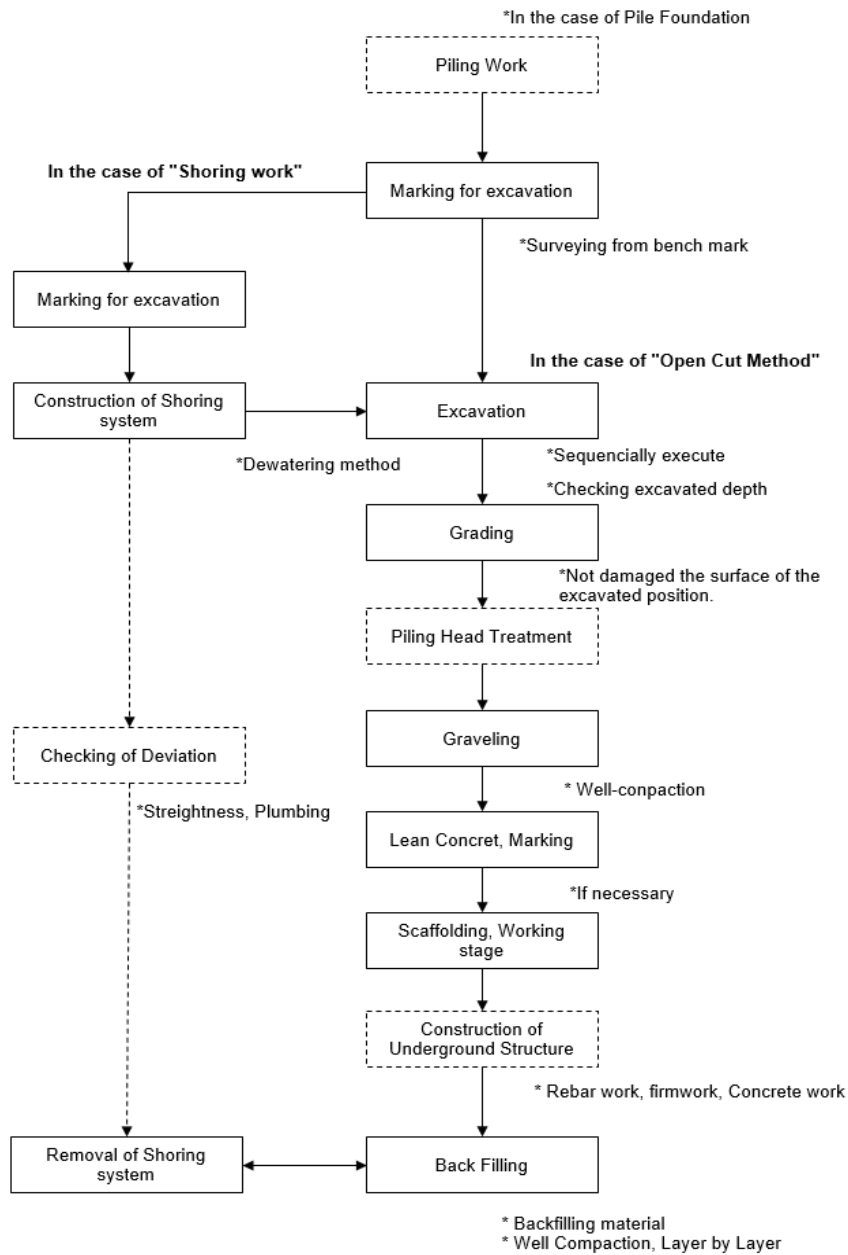 *In the case of Pile Foundation
Piling Work
In the case of "Shoring work"
Marking for excavation
*Surveying from bench mark
Marking for excavation
In the case of "Open Cut Method"
Construction of Shoring
system
Excavation
*Dewatering method
*Sequencially execute
*Checking excavated depth
Grading
*Not damaged the surface of the
excavated position.
Piling Head Treatment
Graveling
Checking of Deviation
* Well-conpaction
*Streightness, Plumbing
Lean Concret, Marking
*If necessary
Scaffolding, Working
stage
Construction of
Underground Structure
* Rebar work, firmwork, Concrete work
Removal of Shoring
system
Back Filling
* Backfilling material
* Well Compaction, Layer by Layer